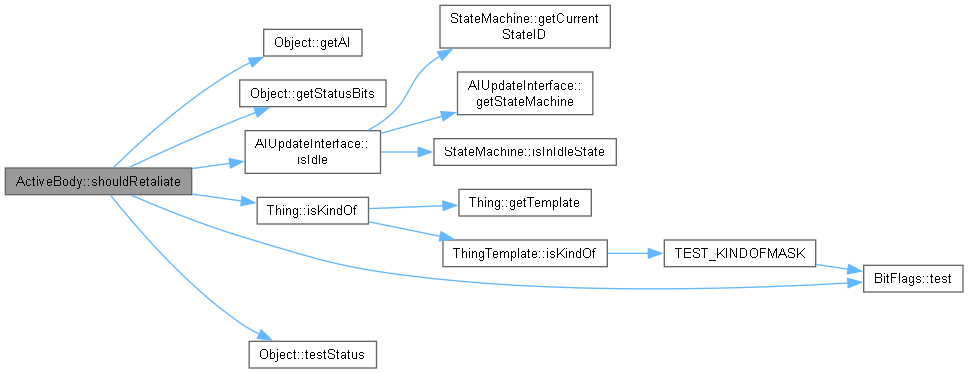 StateMachine::getCurrent
StateID
Object::getAI
AIUpdateInterface::
getStateMachine
Object::getStatusBits
AIUpdateInterface::
isIdle
StateMachine::isInIdleState
ActiveBody::shouldRetaliate
Thing::isKindOf
Thing::getTemplate
ThingTemplate::isKindOf
TEST_KINDOFMASK
BitFlags::test
Object::testStatus